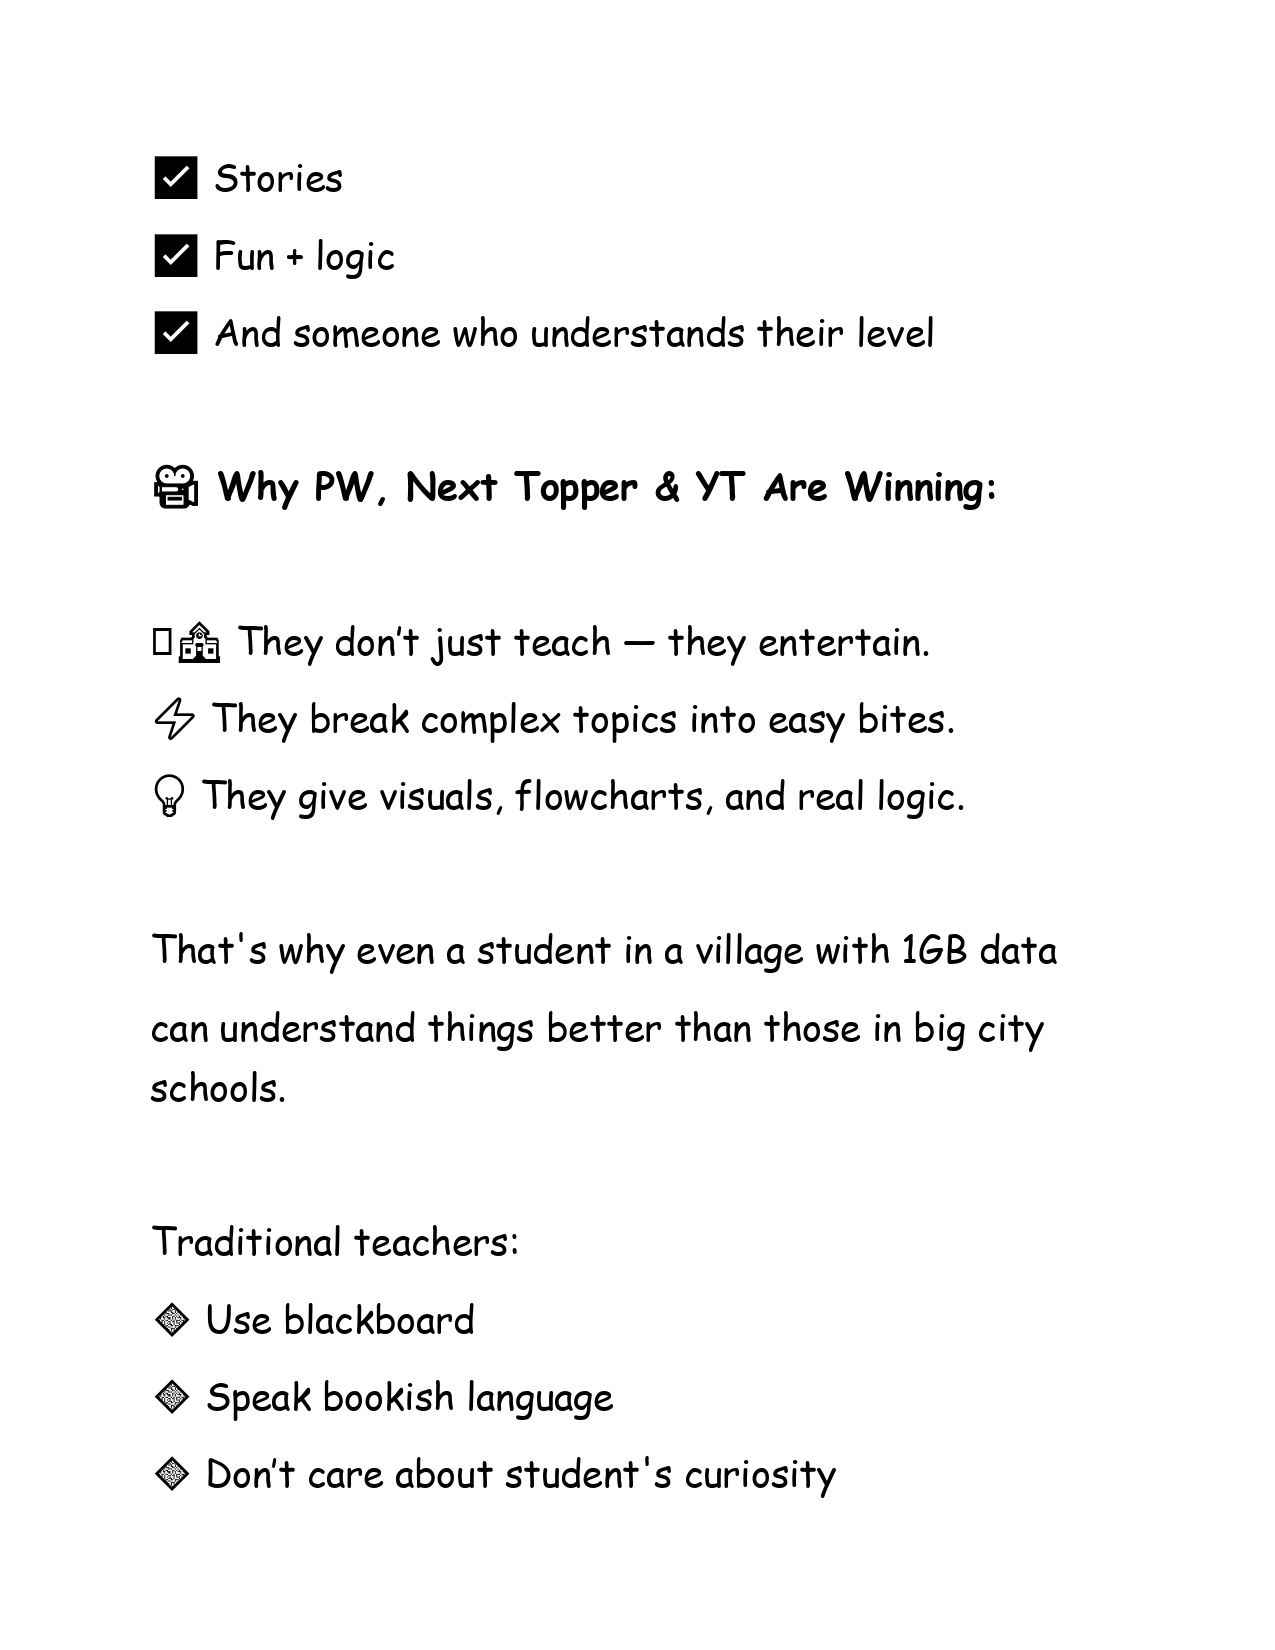 ✅ Stories
✅ Fun + logic
✅ And someone who understands their level
🎥 Why PW, Next Topper & YT Are Winning:
🏫 They don’t just teach — they entertain.
⚡ They break complex topics into easy bites.
💡 They give visuals, flowcharts, and real logic.
That's why even a student in a village with 1GB data
can understand things better than those in big city
schools.
Traditional teachers:
🔸 Use blackboard
🔸 Speak bookish language
🔸 Don’t care about student's curiosity